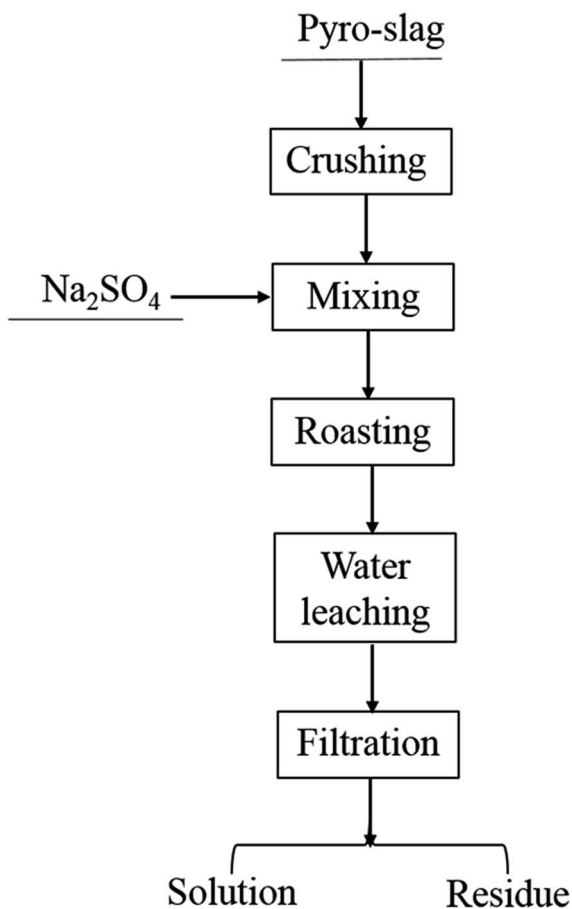 Pyro-slag
Crushing
Na₂SO₄
Mixing
Roasting
Water
leaching
Filtration
Solution
Residue